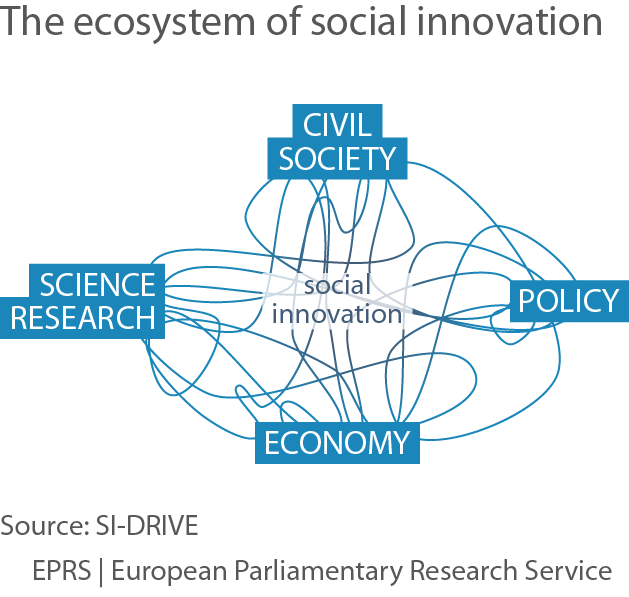 The ecosystem of social innovation
CIVIL
SOCIETY
SCIENCE
RESEARCH
social
innovation
POLICY
ECONOMY
Source: SI-DRIVE
EPRS | European Parliamentary Research Service